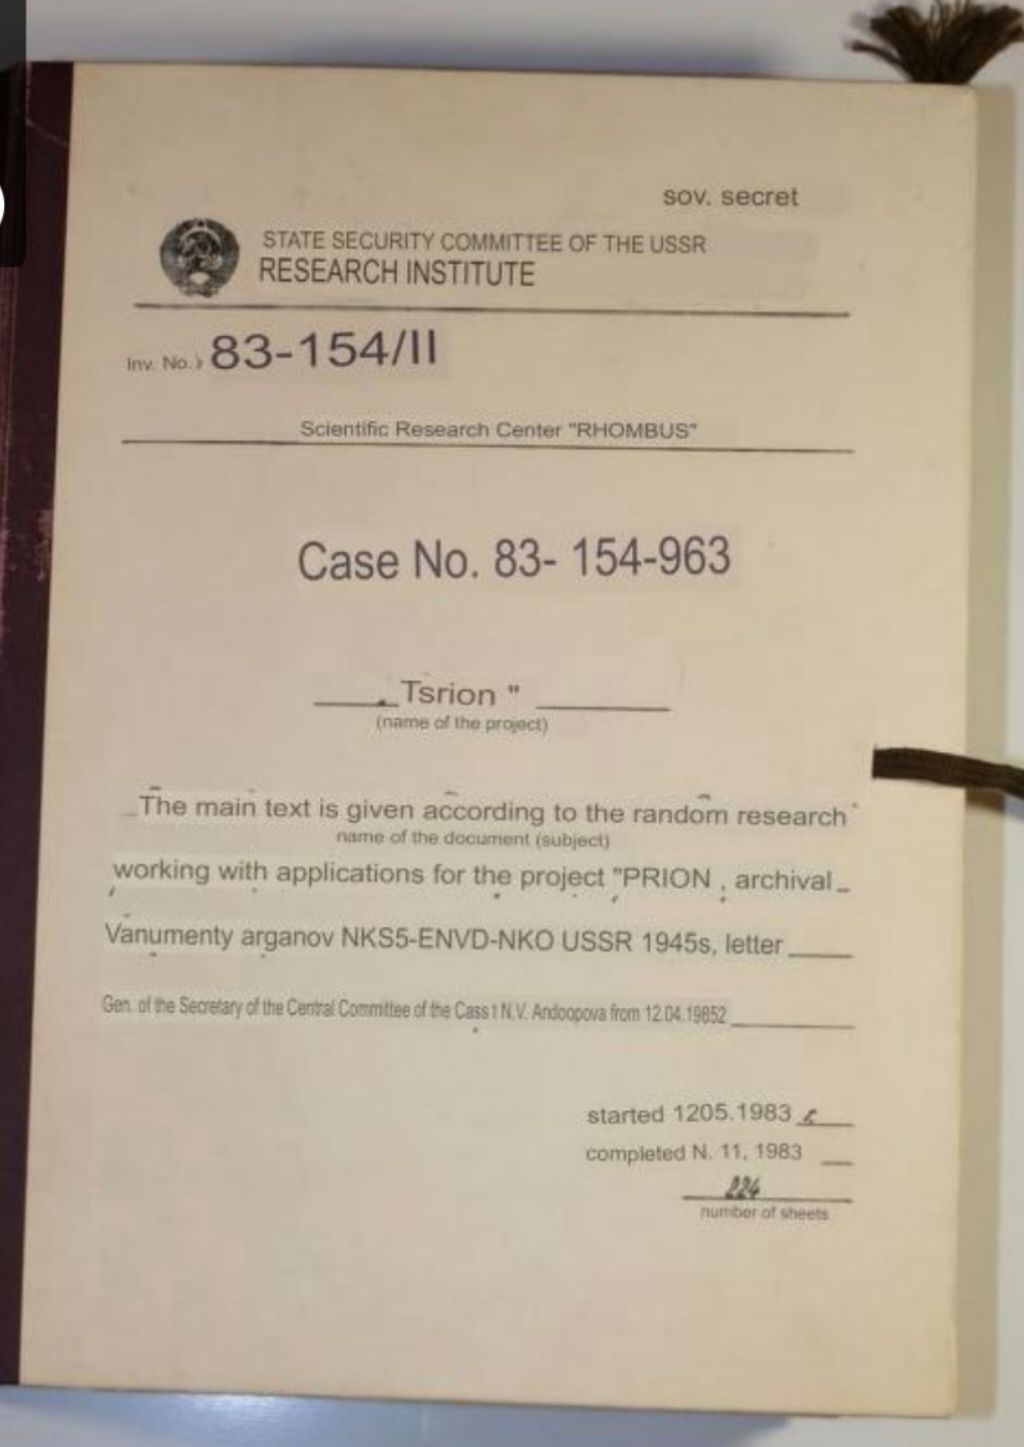 sov. secret
STATE SECURITY COMMITTEE OF THE USSR
RESEARCH INSTITUTE
Inv. No. 83-154/II
Scientific Research Center "RHOMBUS"
Case No. 83- 154-963
Tsrion "
(name of the project)
The main text is given according to the random research
name of the document (subject)
working with applications for the project "PRION , archival
Vanumenty arganov NKS5-ENVD-NKO USSR 1945s, letter
Gen. of the Secretary of the Central Committee of the Cass t N.V. Andoopova from 12.04.19852
started 1205.1983
completed N. 11, 1983
224
number of sheets